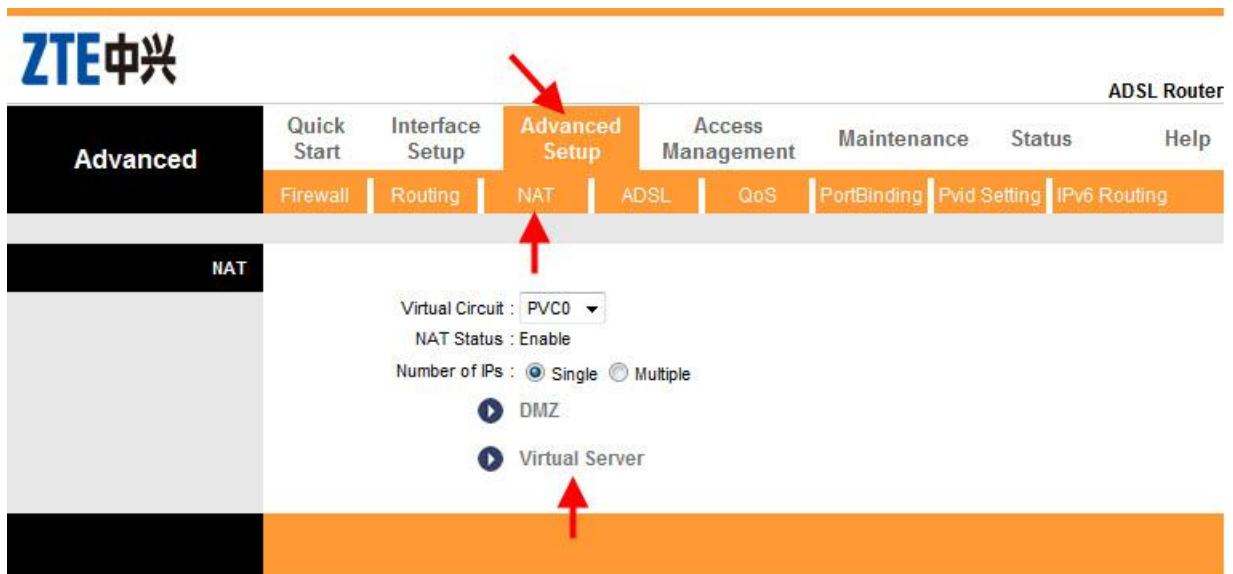 ZTE中兴
ADSL Router
Advanced
Quick Start
Interface Setup
Advanced Setup
Access Management
Maintenance
Status
Help
Firewall
Routing
NAT
ADSL
QoS
PortBinding
Pvid Setting
IPv6 Routing
NAT
Virtual Circuit : PVC0
NAT Status : Enable
Number of IPs : Single Multiple
DMZ
Virtual Server